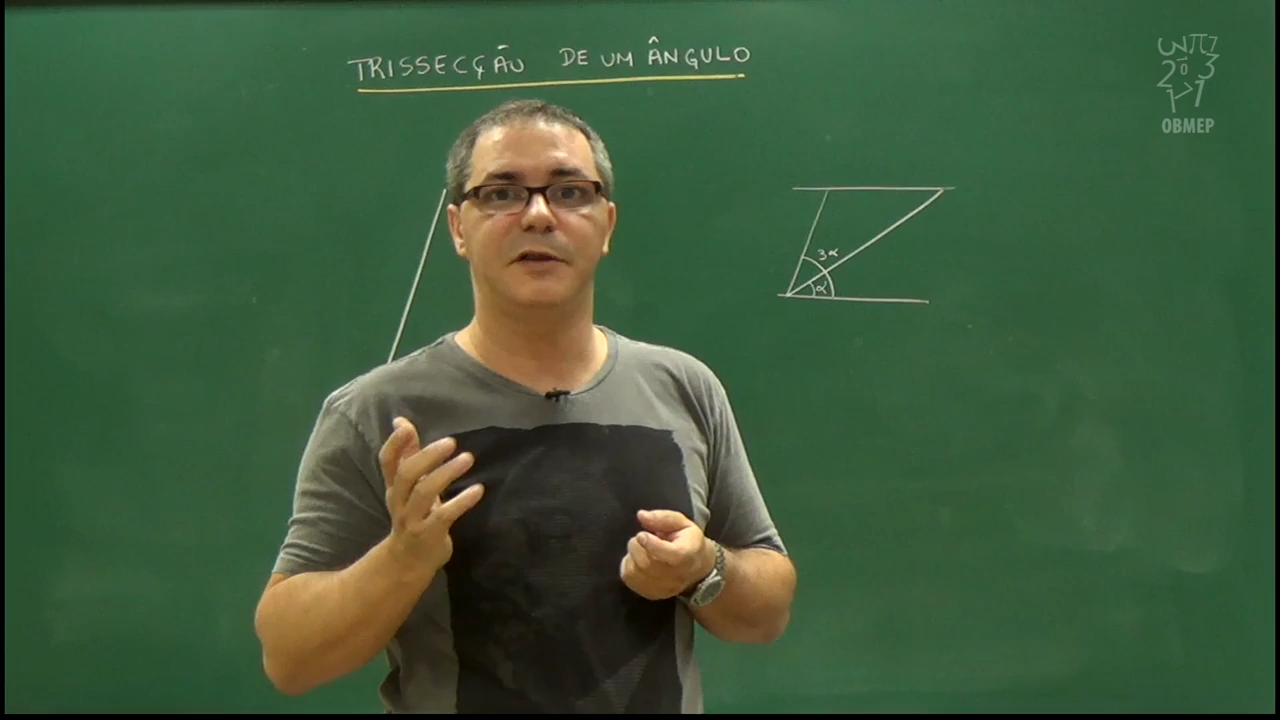 TRISSECÇÃO DE UM ÂNGULO
3α
α
OBMEP